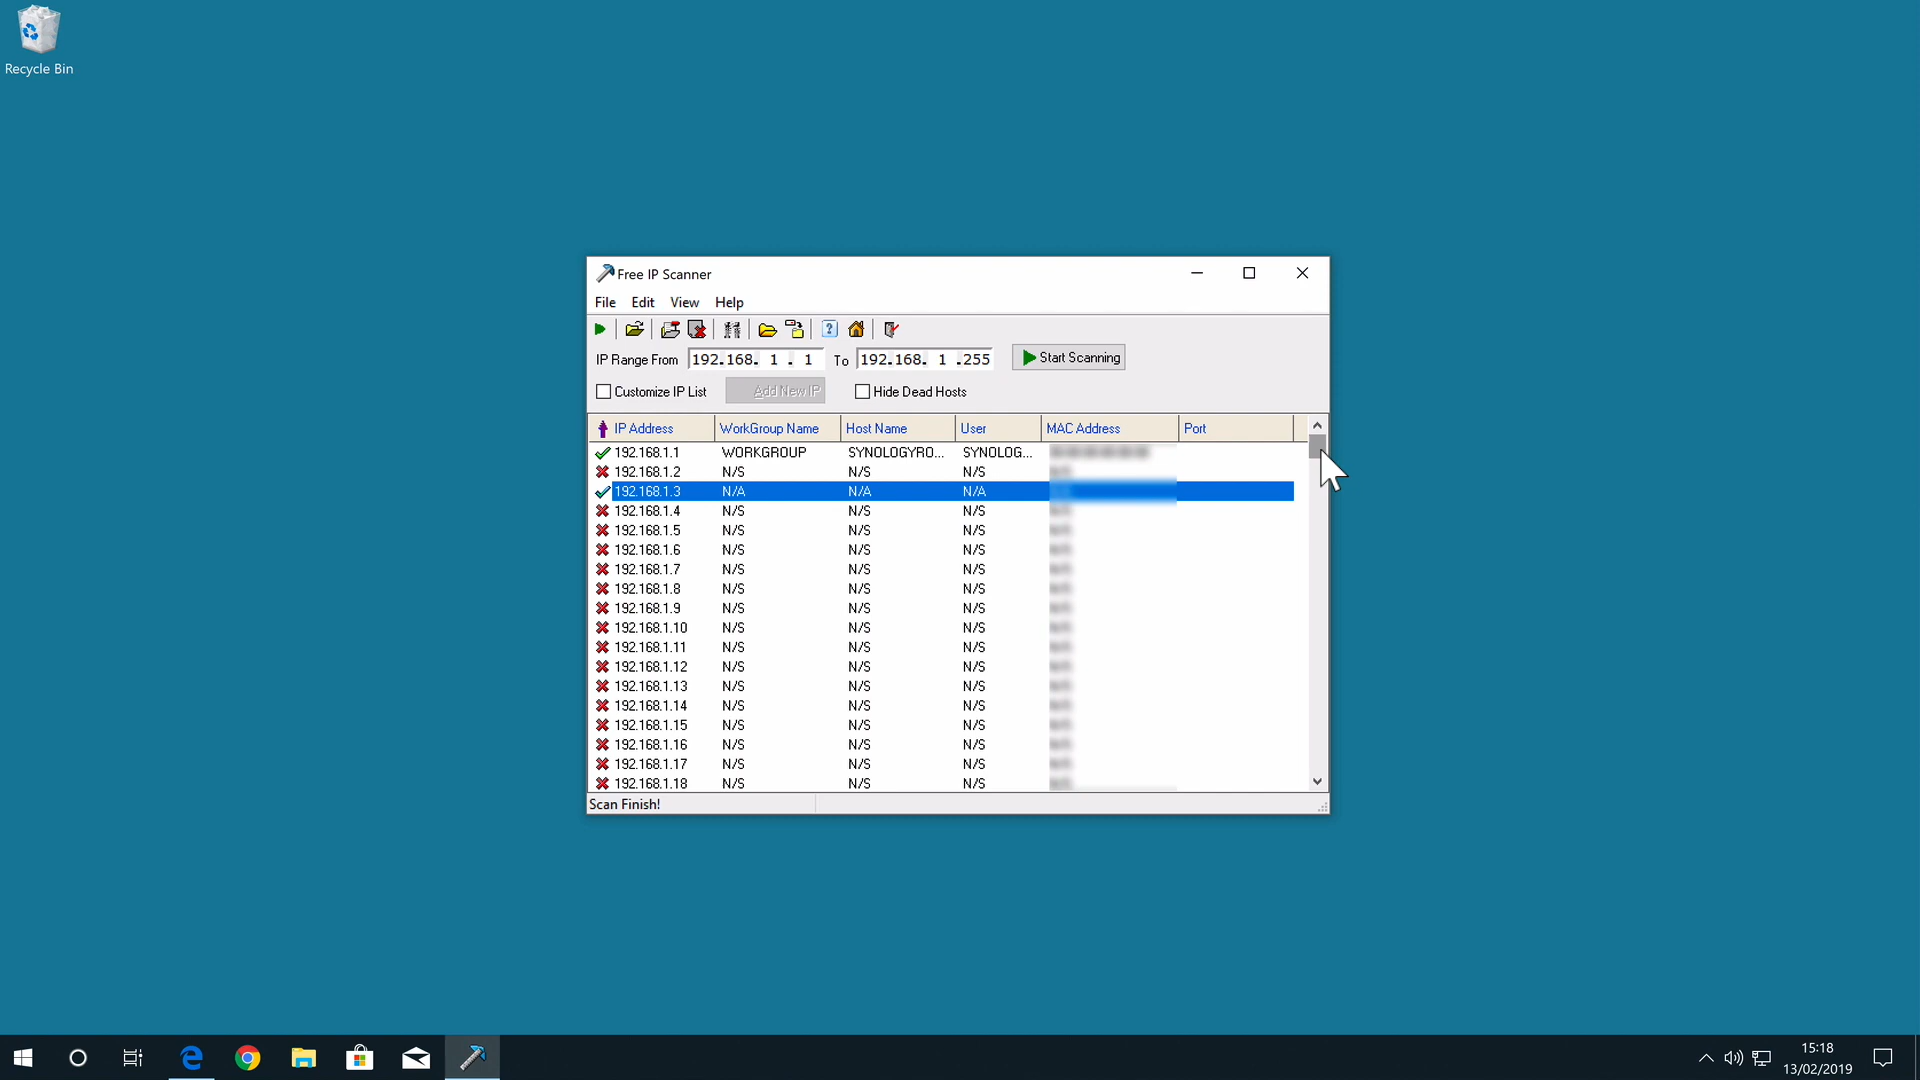 Recycle Bin
Free IP Scanner
File Edit View Help
IP Range From 192.168. 1 . 1 To 192.168. 1 .255 Start Scanning
Customize IP List Add New IP Hide Dead Hosts
IP Address WorkGroup Name Host Name User MAC Address Port
192.168.1.1 WORKGROUP SYNOLOGYRO... SYNOLOG...
192.168.1.2 N/S N/S N/S
192.168.1.3 N/A N/A N/A
192.168.1.4 N/S N/S N/S
192.168.1.5 N/S N/S N/S
192.168.1.6 N/S N/S N/S
192.168.1.7 N/S N/S N/S
192.168.1.8 N/S N/S N/S
192.168.1.9 N/S N/S N/S
192.168.1.10 N/S N/S N/S
192.168.1.11 N/S N/S N/S
192.168.1.12 N/S N/S N/S
192.168.1.13 N/S N/S N/S
192.168.1.14 N/S N/S N/S
192.168.1.15 N/S N/S N/S
192.168.1.16 N/S N/S N/S
192.168.1.17 N/S N/S N/S
192.168.1.18 N/S N/S N/S
Scan Finish!
15:18
13/02/2019